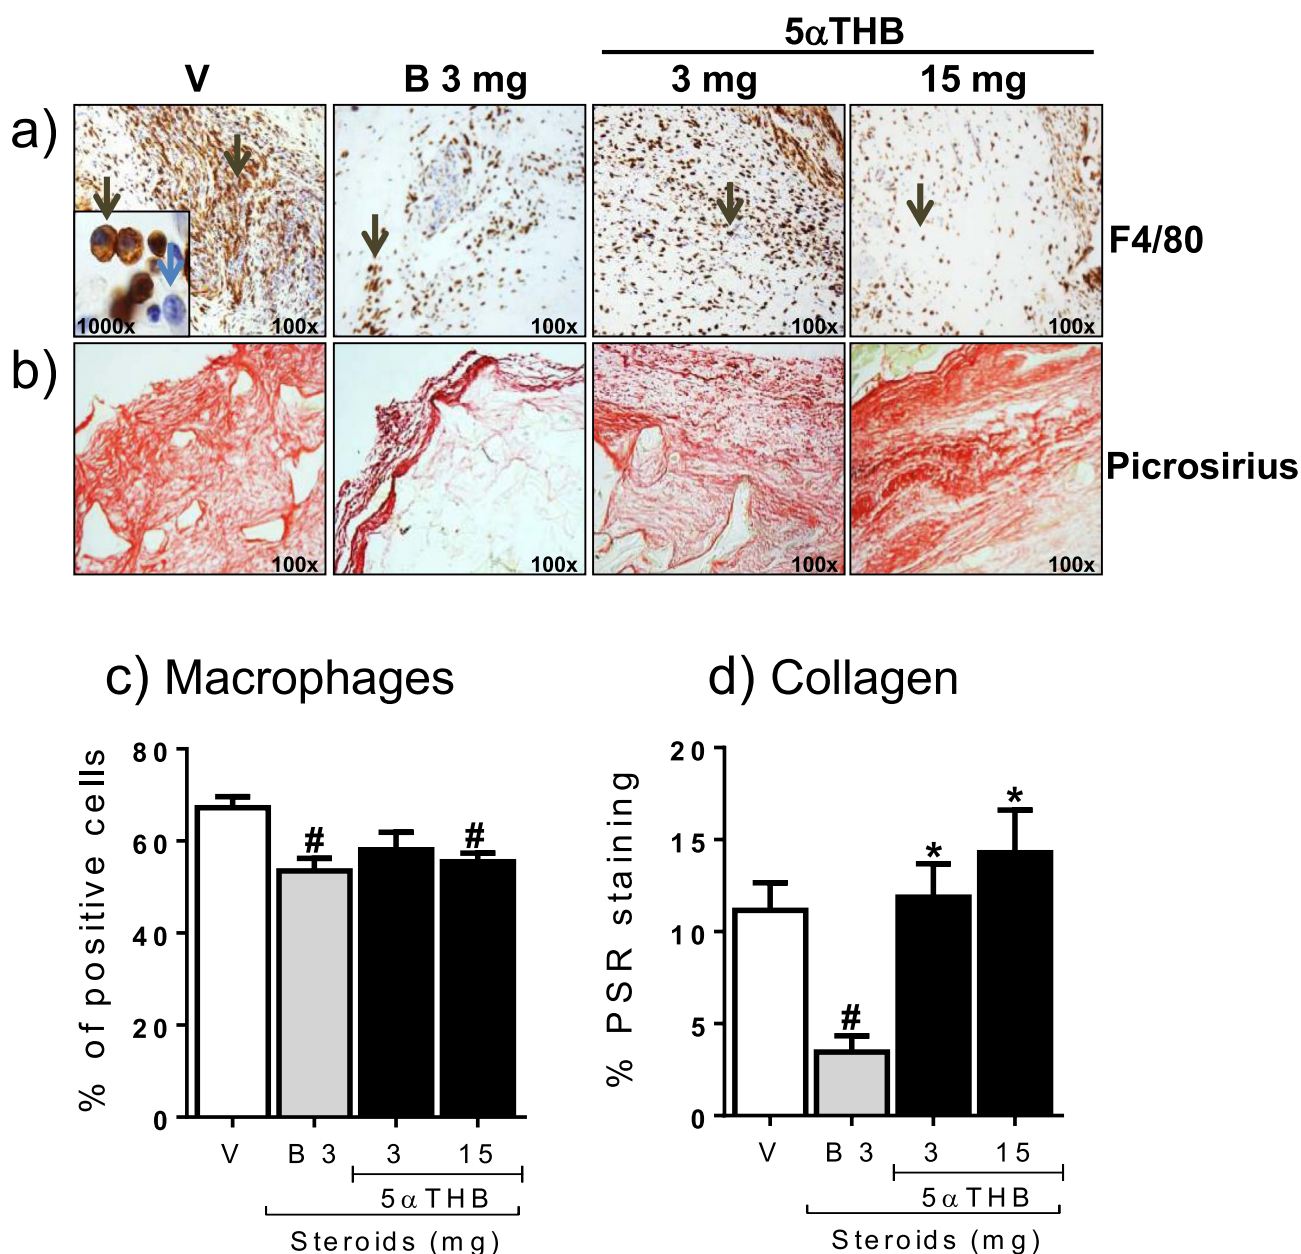 5αTHB
V
B 3 mg
3 mg
15 mg
a)
1000x
100x
100x
100x
100x
F4/80
b)
100x
100x
100x
100x
Picrosirius
c) Macrophages
% of positive cells
80
60
40
20
0
#
#
V
B 3
3
15
5αTHB
Steroids (mg)
d) Collagen
% PSR staining
20
15
10
5
0
#
*
*
V
B 3
3
15
5αTHB
Steroids (mg)